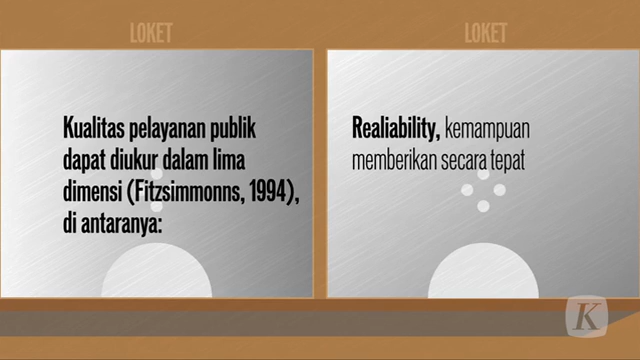 LOKET
LOKET
Kualitas pelayanan publik
dapat diukur dalam lima
dimensi (Fitzsimmonns, 1994),
di antaranya:
Realiability, kemampuan
memberikan secara tepat
K